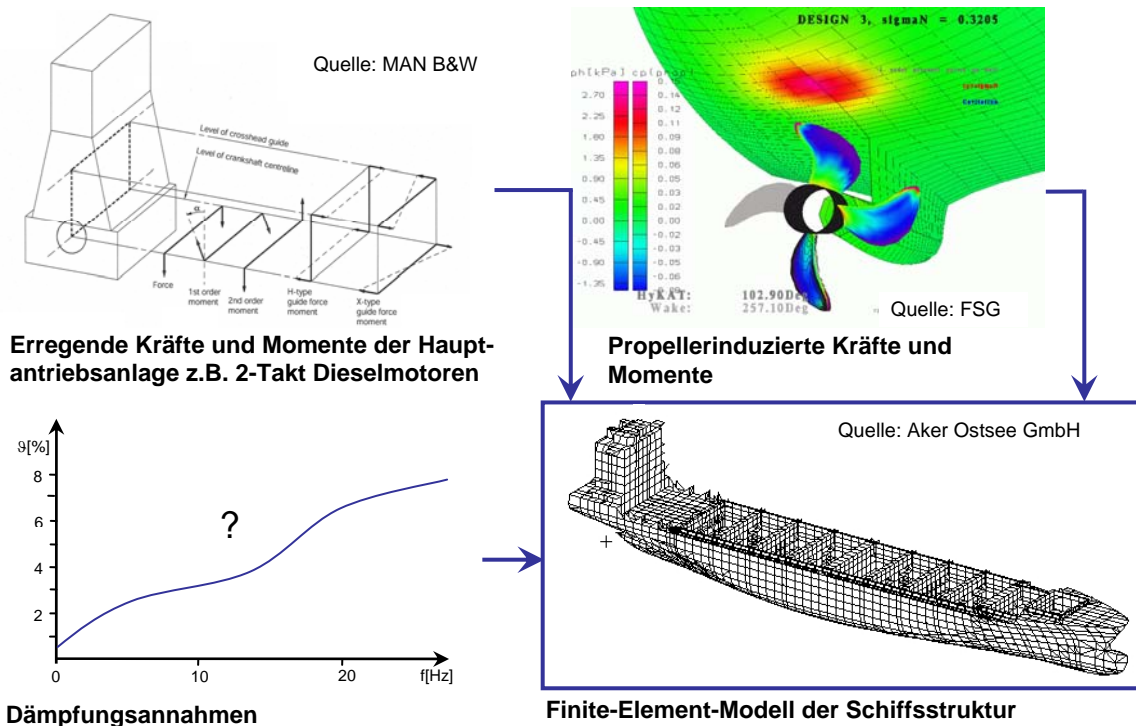 Quelle: MAN B&W
Level of crosshead guide
Level of crankshaft centreline
α
Force
1st order
moment
2nd order
moment
H-type
guide force
moment
X-type
guide force
moment
Erregende Kräfte und Momente der Haupt-
antriebsanlage z.B. 2-Takt Dieselmotoren
DESIGN 3, sigmaN = 0.3205
ph[kPa] cp(prop)
2.70 0.14
2.25 0.12
1.80 0.11
0.09
1.35 0.08
0.90 0.06
0.45 0.05
0.03
0.00 0.02
0.00
-0.45 -0.02
-0.03
-0.90 -0.05
-1.35 -0.06
HyKAT: 102.90Deg
Wake: 257.10Deg
Quelle: FSG
Propellerinduzierte Kräfte und
Momente
ϑ[%]
8
6
4
2
?
0 10 20 f[Hz]
Dämpfungsannahmen
Quelle: Aker Ostsee GmbH
Finite-Element-Modell der Schiffsstruktur